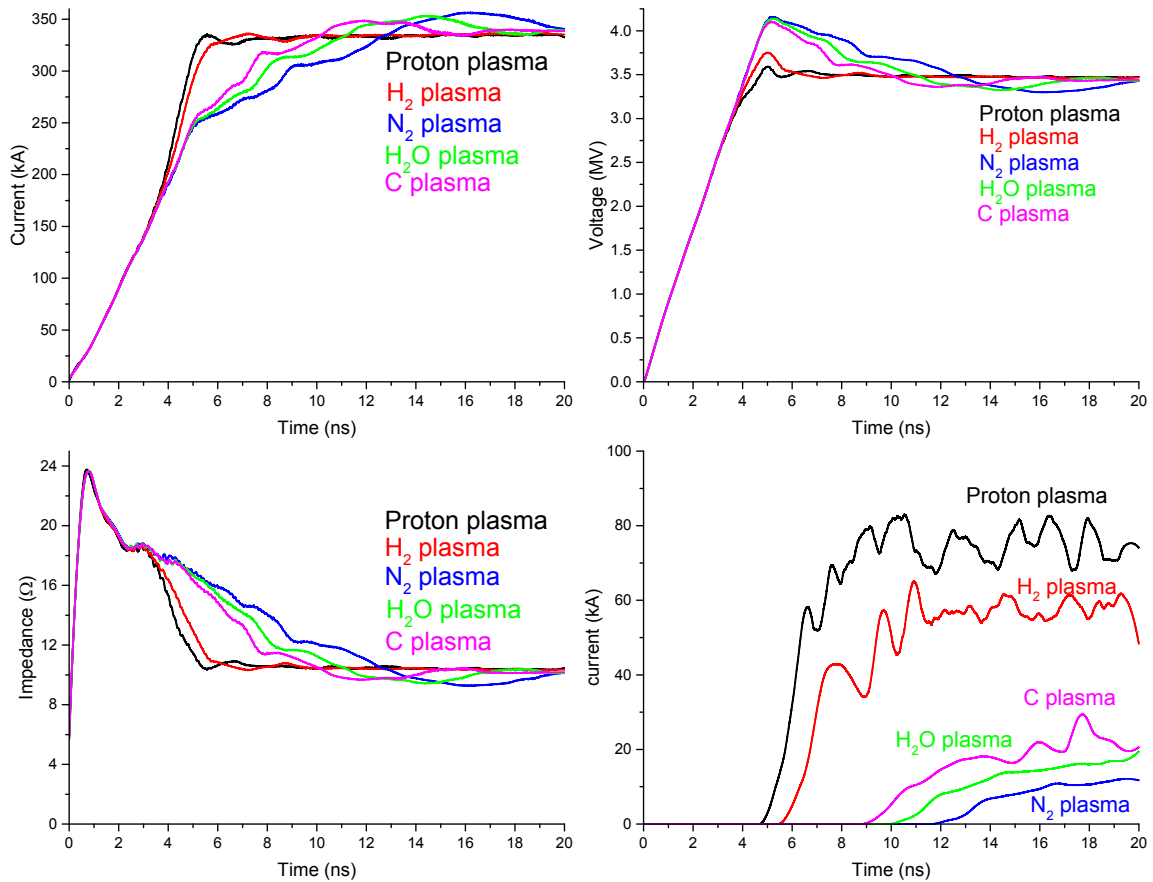 350
300
250
200
150
100
50
0
Current (kA)
Proton plasma
H₂ plasma
N₂ plasma
H₂O plasma
C plasma
0 2 4 6 8 10 12 14 16 18 20
Time (ns)
4.0
3.5
3.0
2.5
2.0
1.5
1.0
0.5
0.0
Voltage (MV)
Proton plasma
H₂ plasma
N₂ plasma
H₂O plasma
C plasma
0 2 4 6 8 10 12 14 16 18 20
Time (ns)
24
20
16
12
8
4
0
Impedance (Ω)
Proton plasma
H₂ plasma
N₂ plasma
H₂O plasma
C plasma
0 2 4 6 8 10 12 14 16 18 20
Time (ns)
100
80
60
40
20
0
current (kA)
Proton plasma
H₂ plasma
C plasma
H₂O plasma
N₂ plasma
0 2 4 6 8 10 12 14 16 18 20
Time (ns)